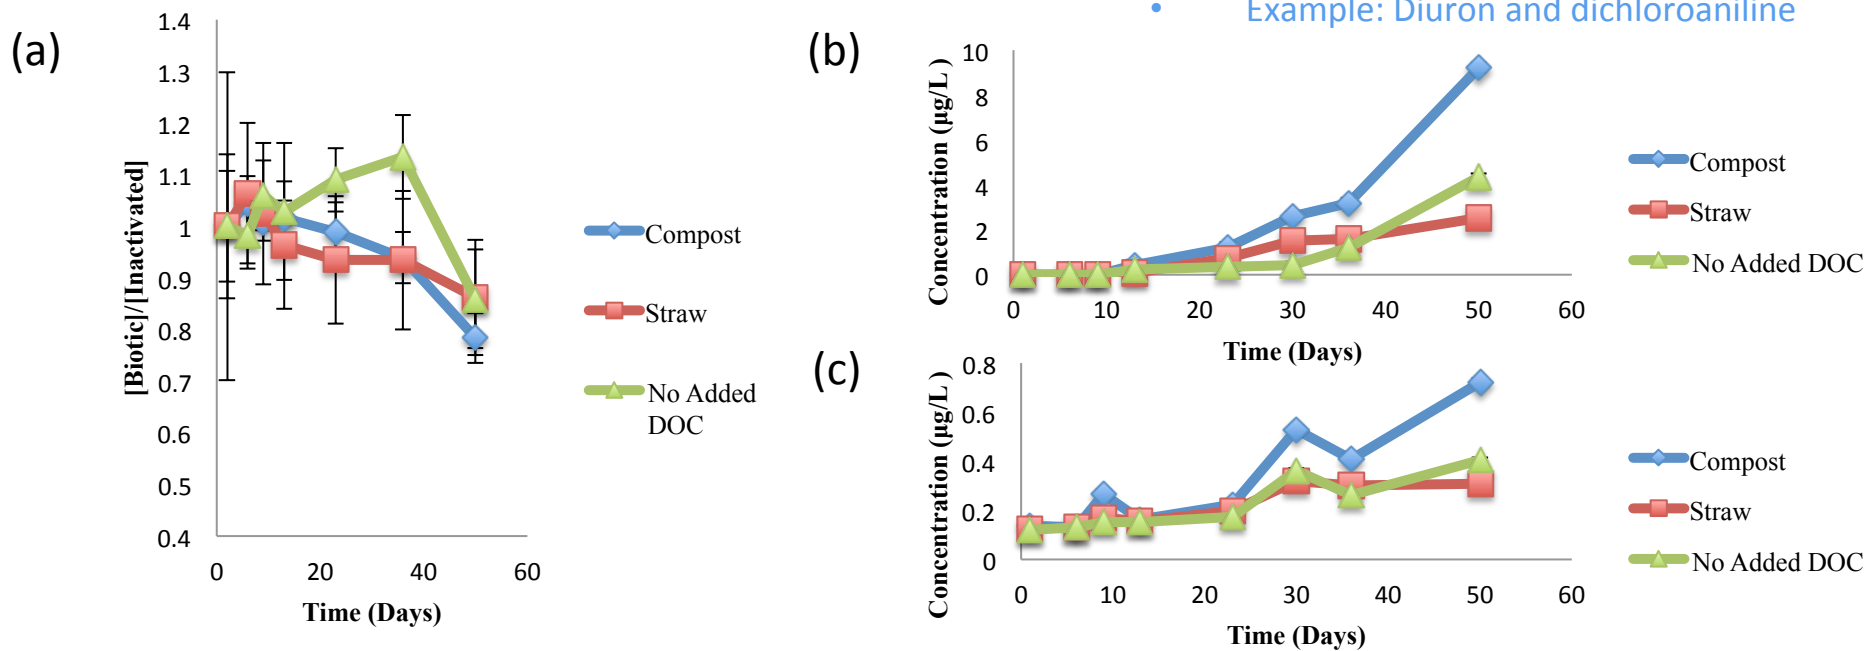 • Example: Diuron and dichloroaniline
(a)
[Biotic]/[Inactivated]
1.4
1.3
1.2
1.1
1
0.9
0.8
0.7
0.6
0.5
0.4
0 20 40 60
Time (Days)
Compost
Straw
No Added
DOC
(b)
Concentration (µg/L )
10
8
6
4
2
0
0 10 20 30 40 50 60
Time (Days)
Compost
Straw
No Added DOC
(c)
Concentration (µg/L )
0.8
0.6
0.4
0.2
0
0 10 20 30 40 50 60
Time (Days)
Compost
Straw
No Added DOC